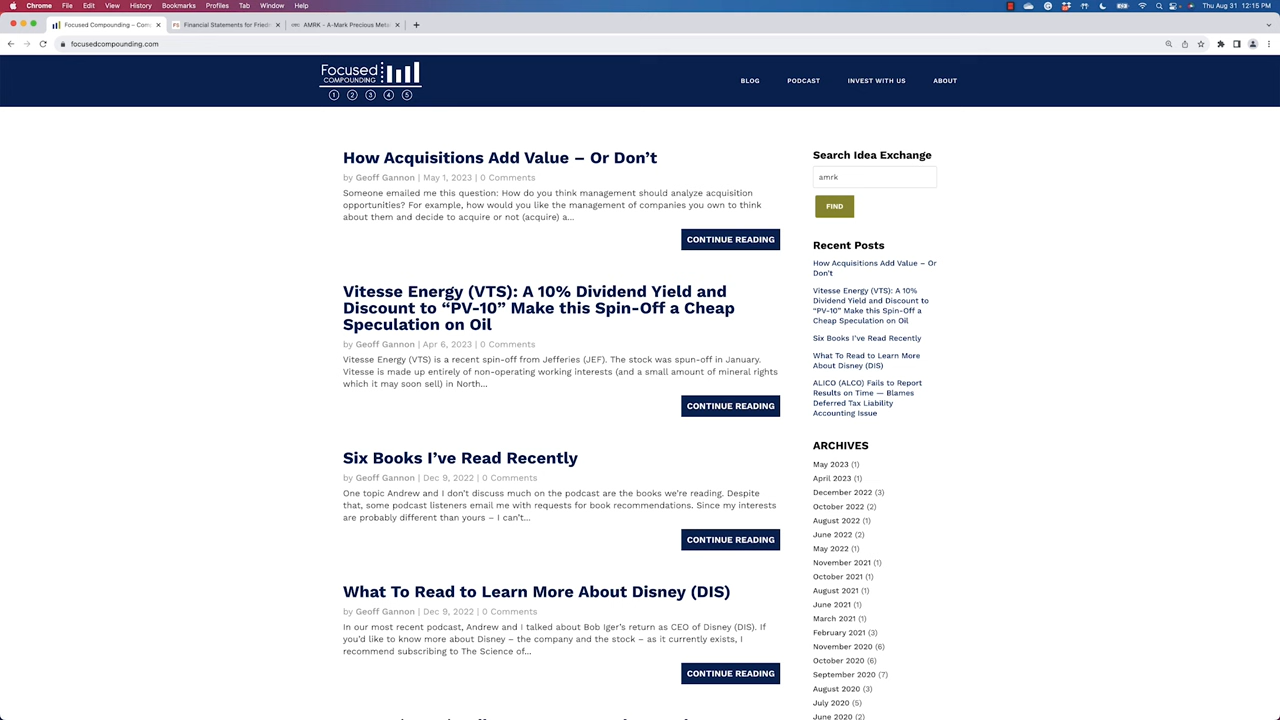 Chrome File Edit View History Bookmarks Profiles Tab Window Help
Thu Aug 31 12:15 PM
Focused Compounding – Com
Financial Statements for Fried
AMRK - A-Mark Precious Meta
focusedcompounding.com
Focused
COMPOUNDING
1 2 3 4 5
BLOG PODCAST INVEST WITH US ABOUT
How Acquisitions Add Value – Or Don’t
by Geoff Gannon | May 1, 2023 | 0 Comments
Someone emailed me this question: How do you think management should analyze acquisition
opportunities? For example, how would you like the management of companies you own to think
about them and decide to acquire or not (acquire) a...
CONTINUE READING
Vitesse Energy (VTS): A 10% Dividend Yield and
Discount to “PV-10” Make this Spin-Off a Cheap
Speculation on Oil
by Geoff Gannon | Apr 6, 2023 | 0 Comments
Vitesse Energy (VTS) is a recent spin-off from Jefferies (JEF). The stock was spun-off in January.
Vitesse is made up entirely of non-operating working interests (and a small amount of mineral rights
which it may soon sell) in North...
CONTINUE READING
Six Books I’ve Read Recently
by Geoff Gannon | Dec 9, 2022 | 0 Comments
One topic Andrew and I don’t discuss much on the podcast are the books we’re reading. Despite
that, some podcast listeners email me with requests for book recommendations. Since my interests
are probably different than yours – I can’t...
CONTINUE READING
What To Read to Learn More About Disney (DIS)
by Geoff Gannon | Dec 9, 2022 | 0 Comments
In our most recent podcast, Andrew and I talked about Bob Iger’s return as CEO of Disney (DIS). If
you’d like to know more about Disney – the company and the stock – as it currently exists, I
recommend subscribing to The Science of...
CONTINUE READING
Search Idea Exchange
amrk
FIND
Recent Posts
How Acquisitions Add Value – Or
Don’t
Vitesse Energy (VTS): A 10%
Dividend Yield and Discount to
“PV-10” Make this Spin-Off a
Cheap Speculation on Oil
Six Books I’ve Read Recently
What To Read to Learn More
About Disney (DIS)
ALICO (ALCO) Fails to Report
Results on Time — Blames
Deferred Tax Liability
Accounting Issue
ARCHIVES
May 2023 (1)
April 2023 (1)
December 2022 (3)
October 2022 (2)
August 2022 (1)
June 2022 (2)
May 2022 (1)
November 2021 (1)
October 2021 (1)
August 2021 (1)
June 2021 (1)
March 2021 (1)
February 2021 (3)
November 2020 (6)
October 2020 (6)
September 2020 (7)
August 2020 (3)
July 2020 (5)
June 2020 (2)